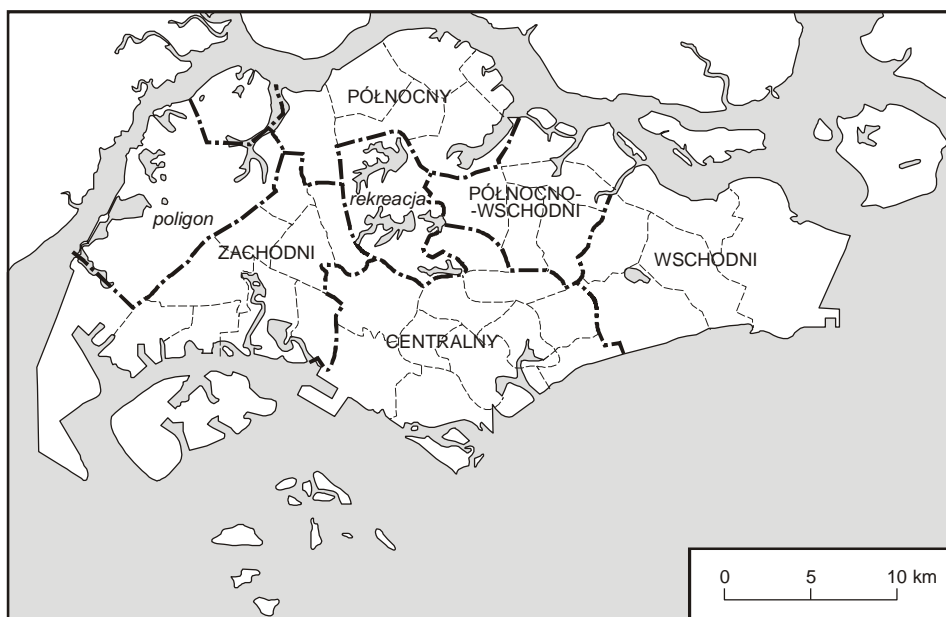 PÓŁNOCNY
rekreacja
PÓŁNOCNO-
-WSCHODNI
poligon
ZACHODNI
WSCHODNI
CENTRALNY
0 5 10 km